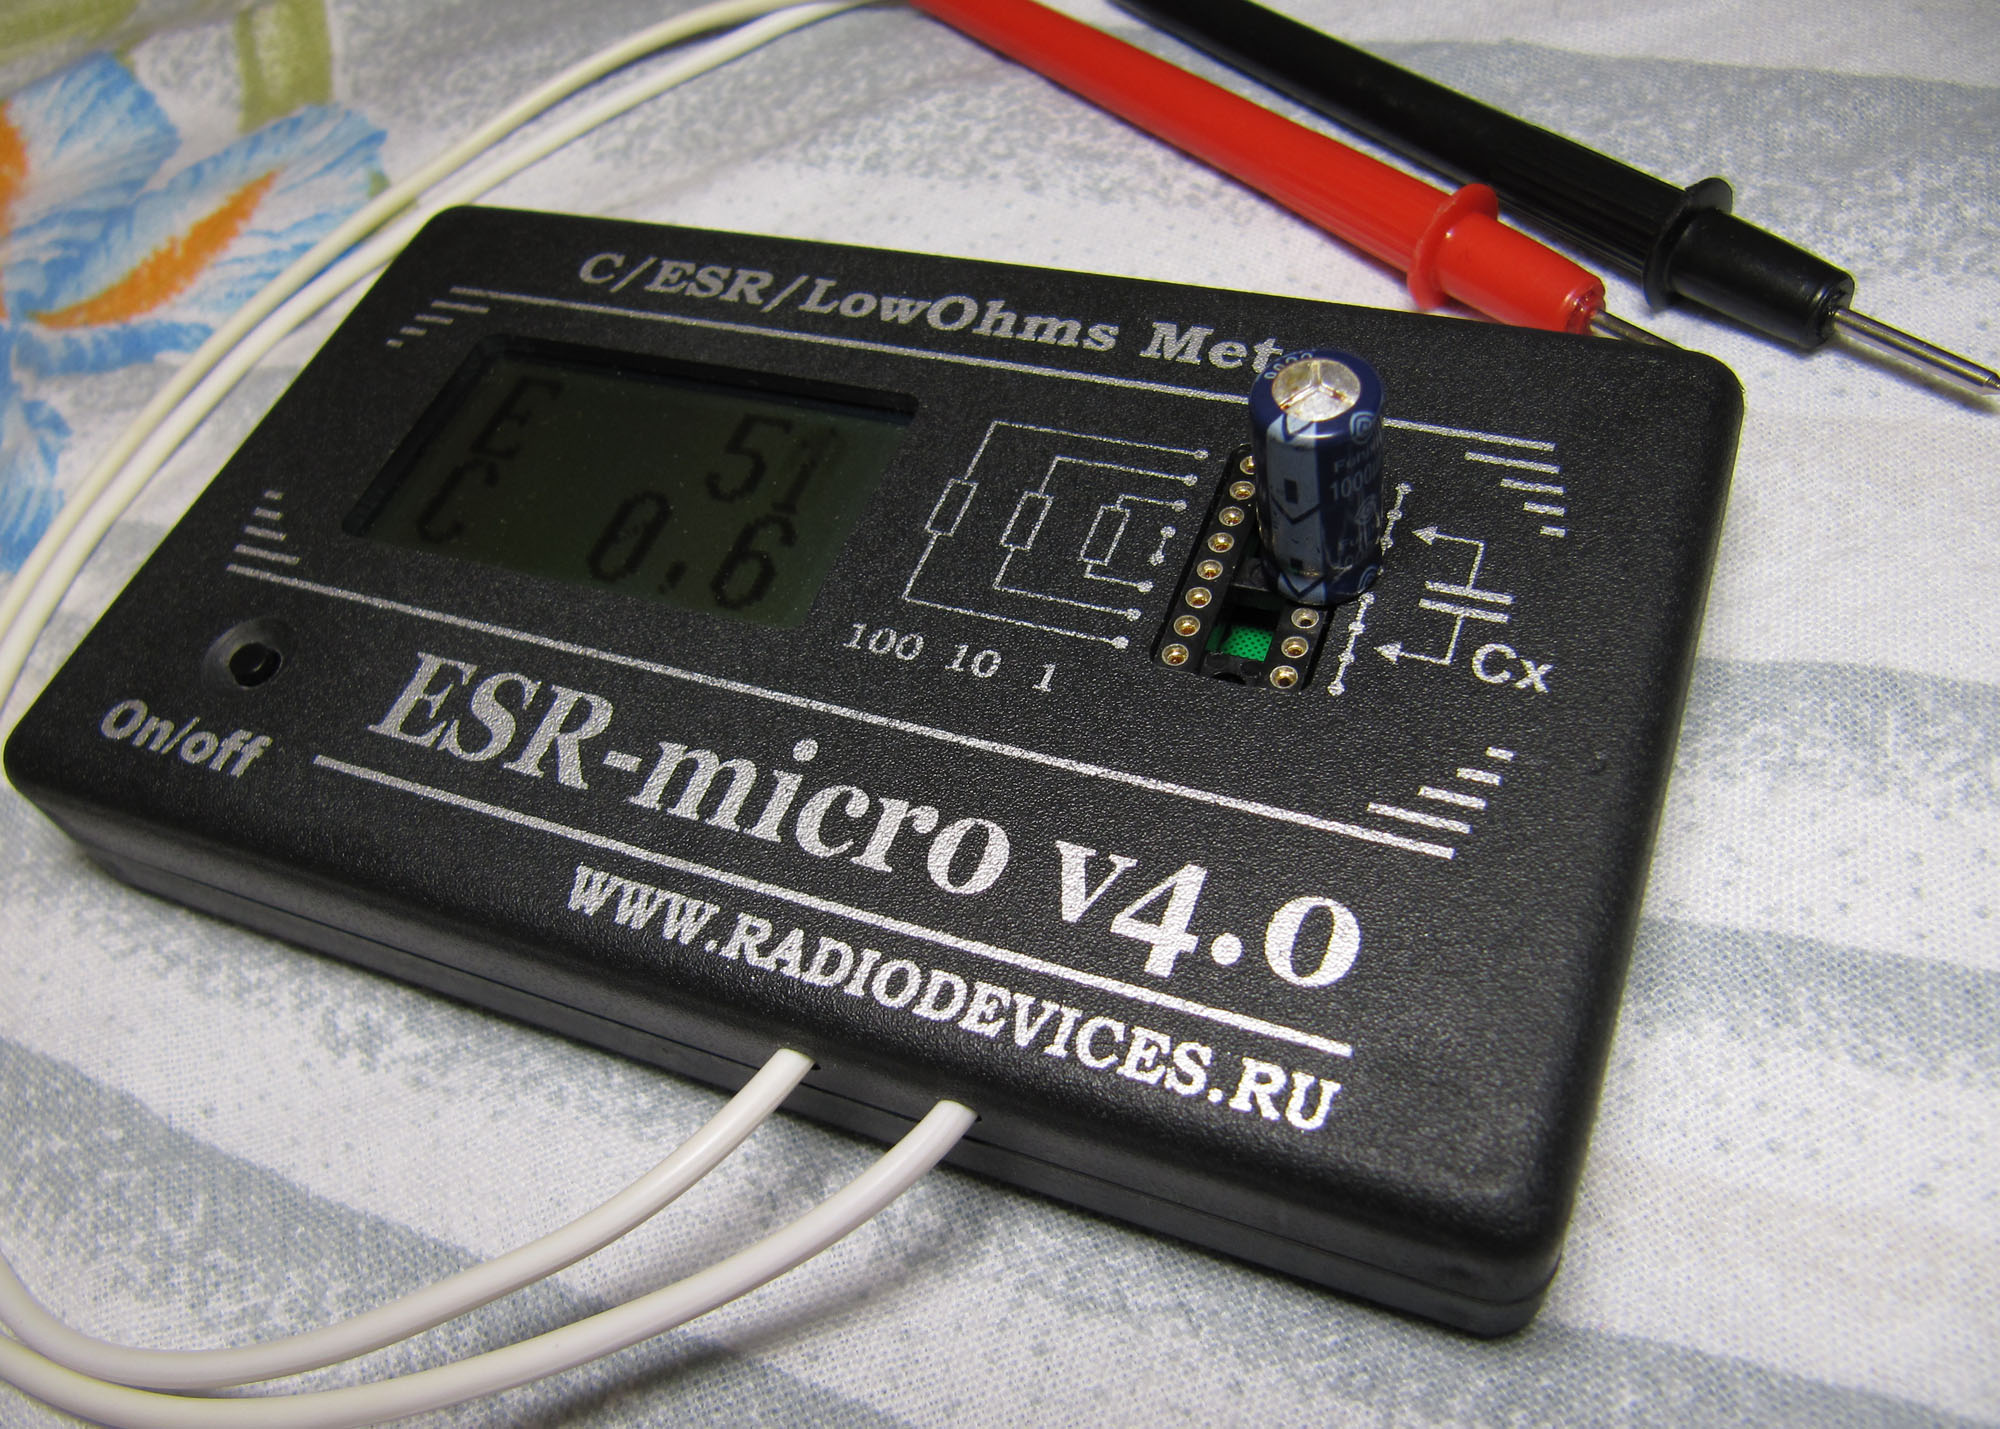 C/ESR/LowOhms Met
E 51
C 0.6
100 10 1
Cx
On/off
ESR-micro v4.0
WWW.RADIODEVICES.RU